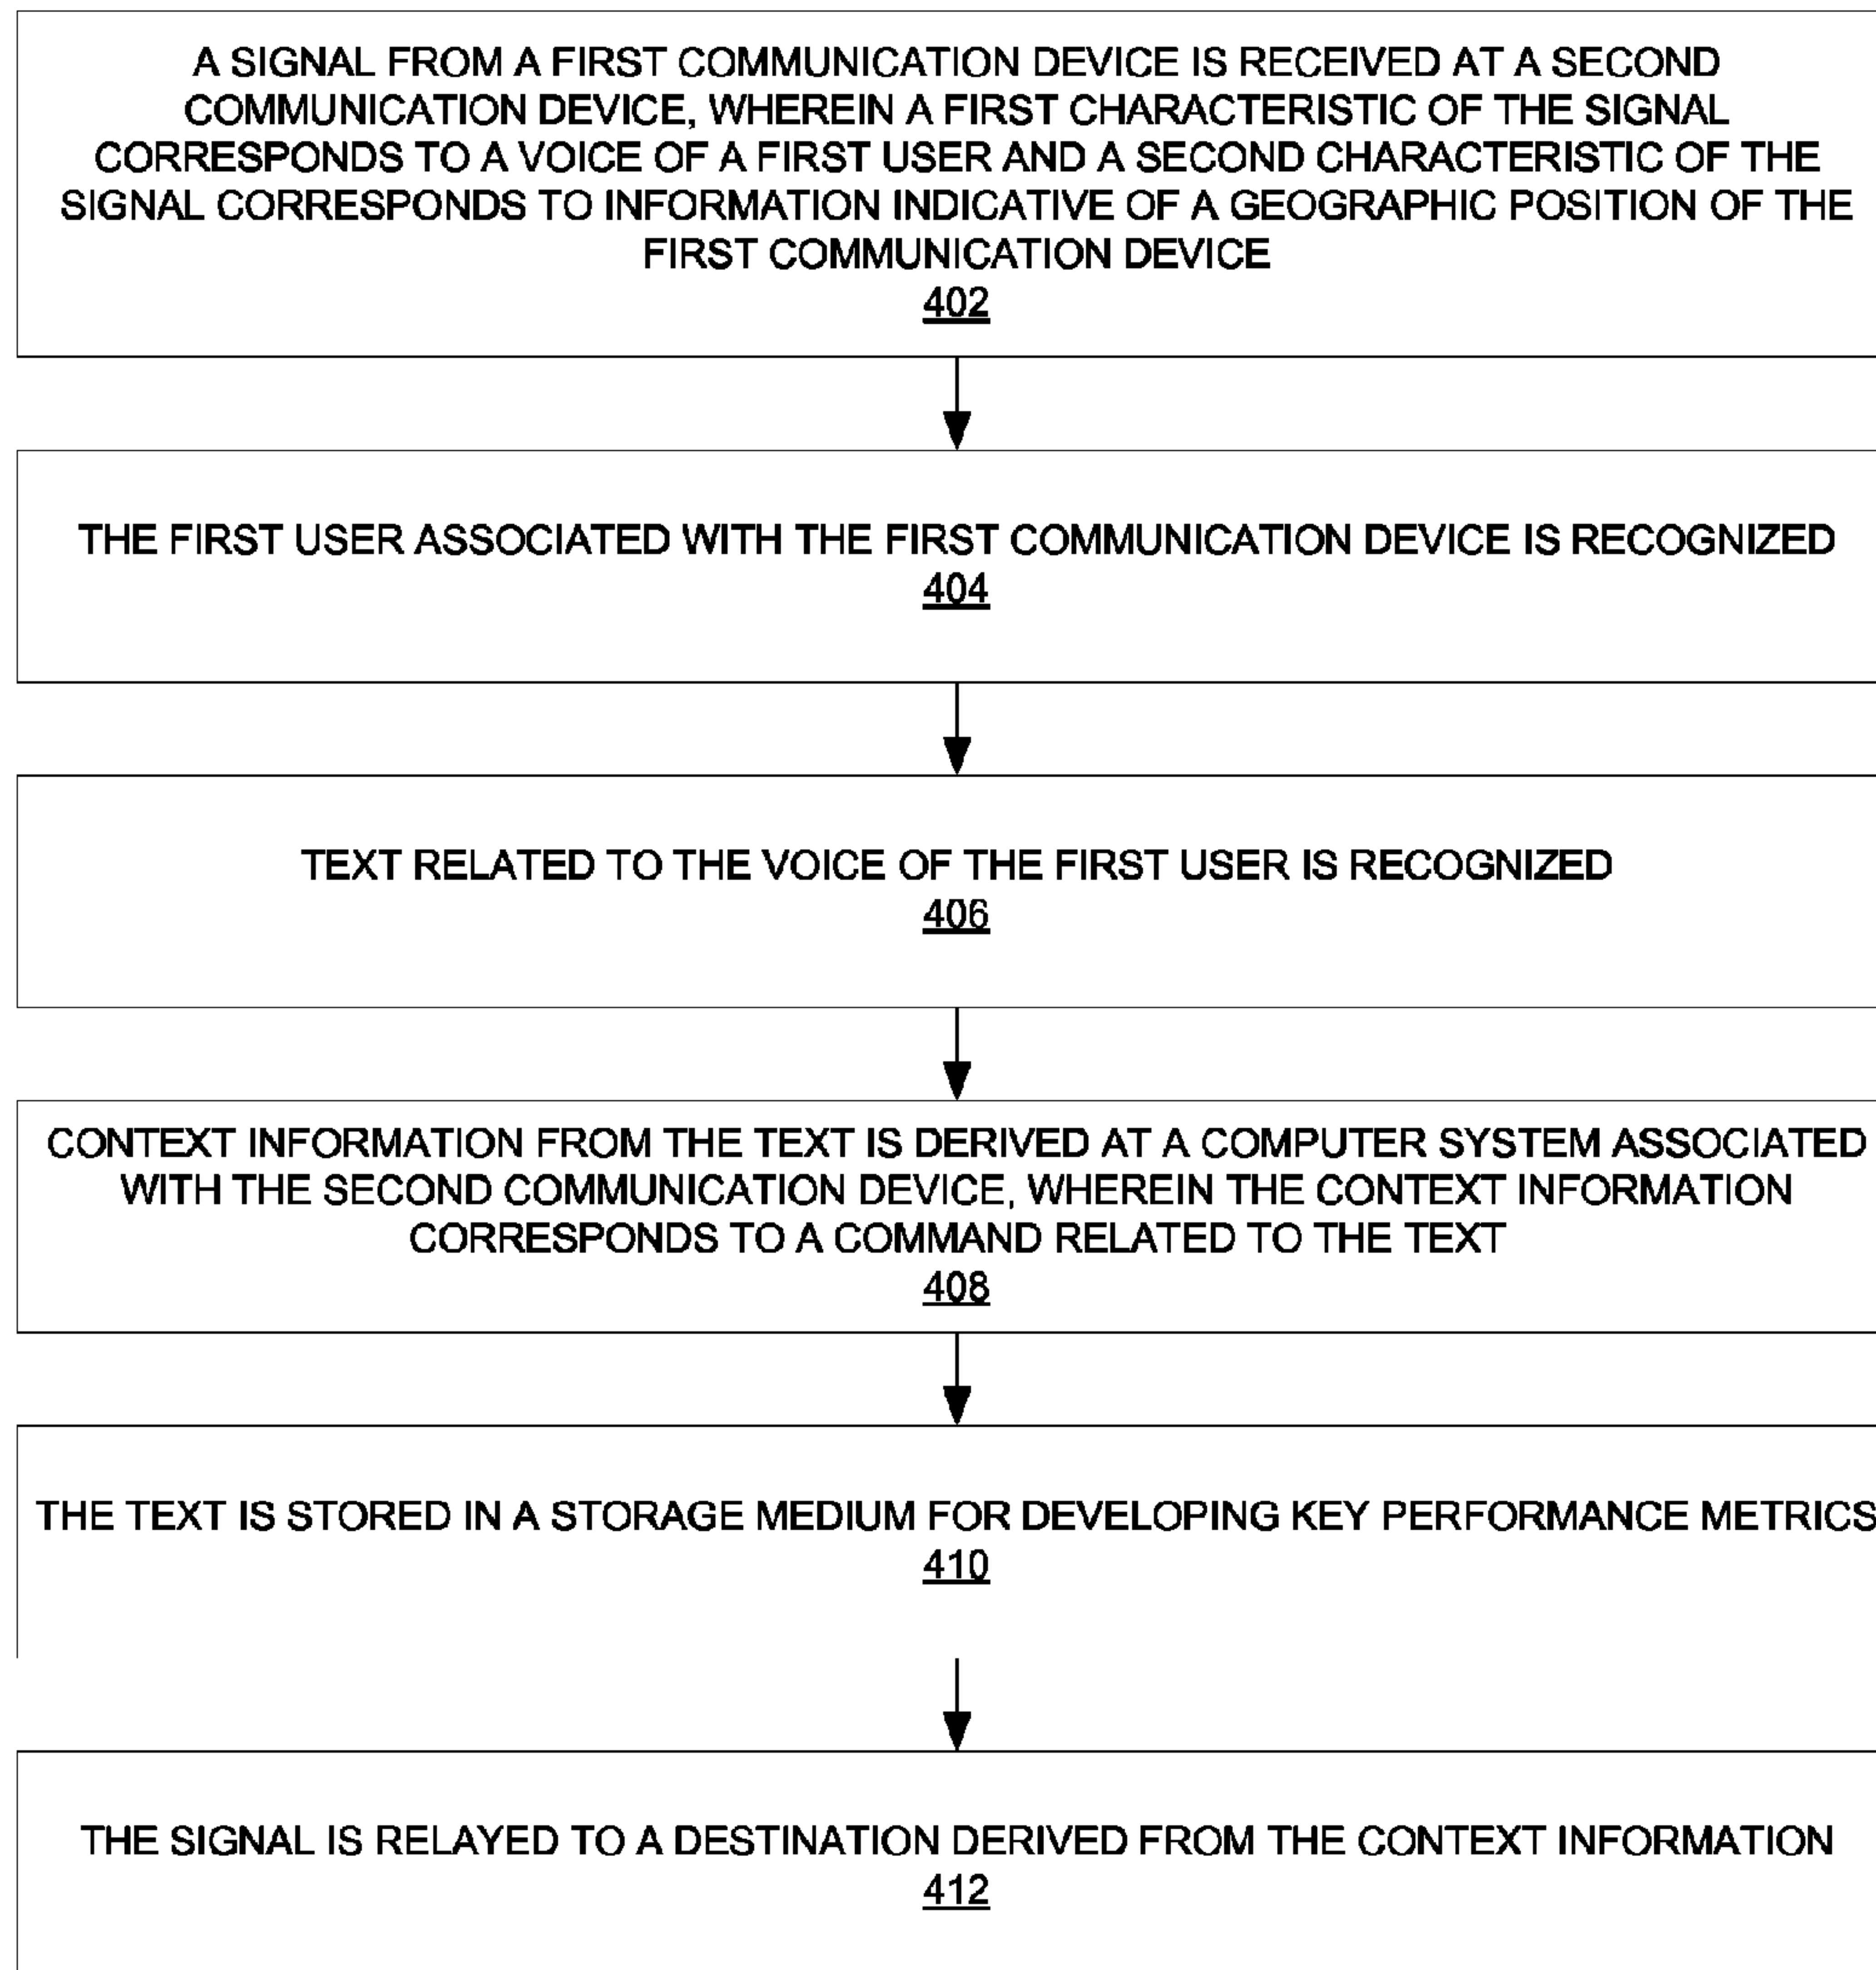 A SIGNAL FROM A FIRST COMMUNICATION DEVICE IS RECEIVED AT A SECOND
COMMUNICATION DEVICE, WHEREIN A FIRST CHARACTERISTIC OF THE SIGNAL
CORRESPONDS TO A VOICE OF A FIRST USER AND A SECOND CHARACTERISTIC OF THE
SIGNAL CORRESPONDS TO INFORMATION INDICATIVE OF A GEOGRAPHIC POSITION OF THE
FIRST COMMUNICATION DEVICE
402
THE FIRST USER ASSOCIATED WITH THE FIRST COMMUNICATION DEVICE IS RECOGNIZED
404
TEXT RELATED TO THE VOICE OF THE FIRST USER IS RECOGNIZED
406
CONTEXT INFORMATION FROM THE TEXT IS DERIVED AT A COMPUTER SYSTEM ASSOCIATED
WITH THE SECOND COMMUNICATION DEVICE, WHEREIN THE CONTEXT INFORMATION
CORRESPONDS TO A COMMAND RELATED TO THE TEXT
408
THE TEXT IS STORED IN A STORAGE MEDIUM FOR DEVELOPING KEY PERFORMANCE METRICS
410
THE SIGNAL IS RELAYED TO A DESTINATION DERIVED FROM THE CONTEXT INFORMATION
412